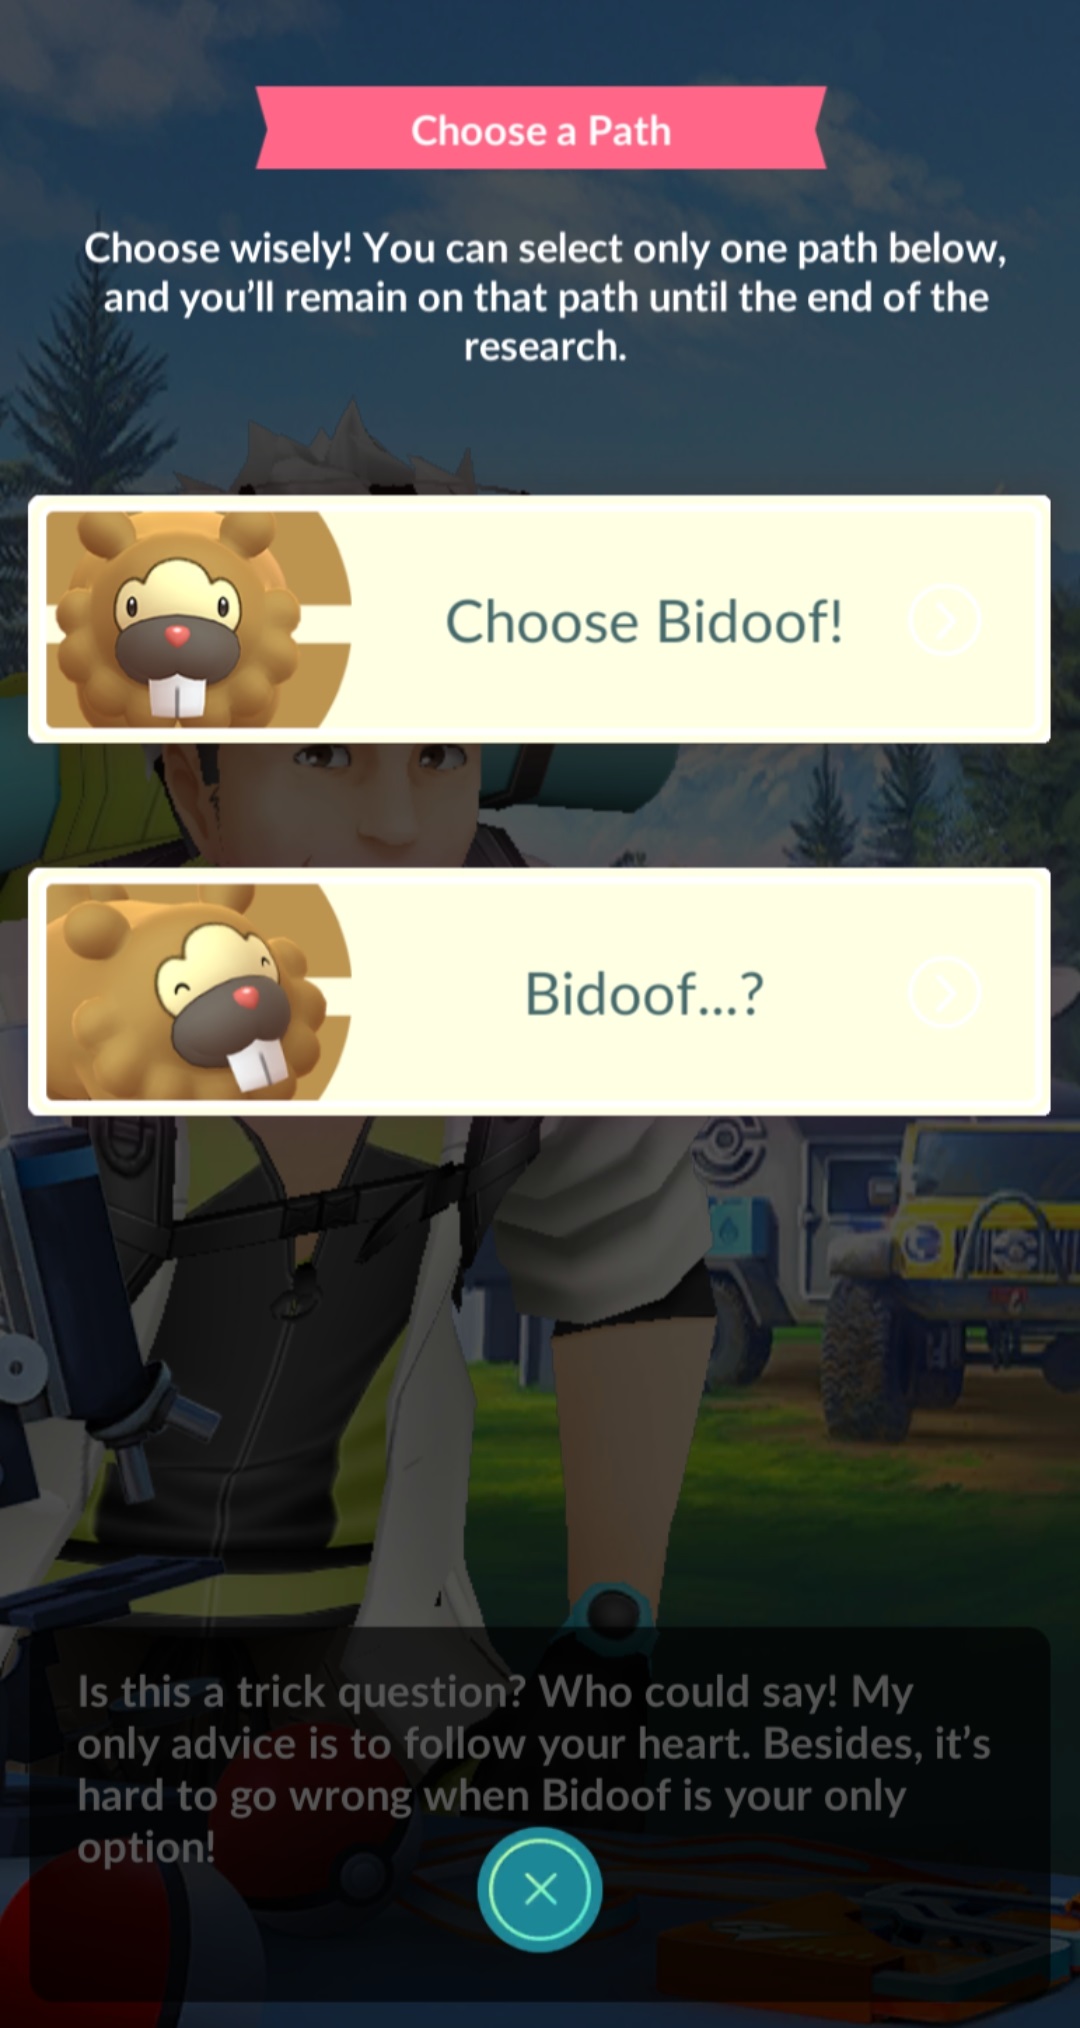 Choose a Path
Choose wisely! You can select only one path below,
and you’ll remain on that path until the end of the
research.
Choose Bidoof!
Bidoof...?
Is this a trick question? Who could say! My
only advice is to follow your heart. Besides, it’s
hard to go wrong when Bidoof is your only
option!